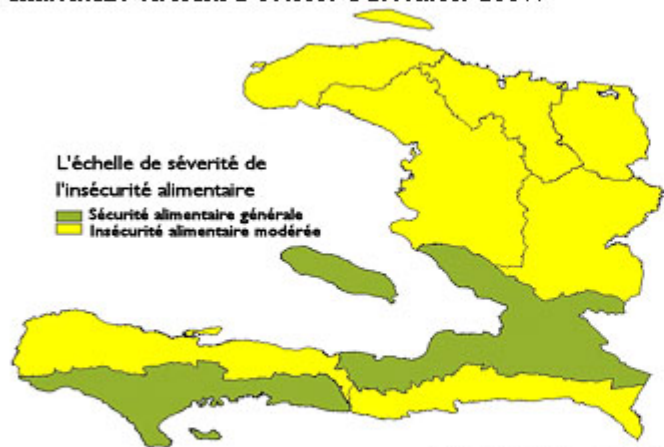 L'échelle de séverité de
l'insécurité alimentaire
Sécurité alimentaire générale
Insécurité alimentaire modérée